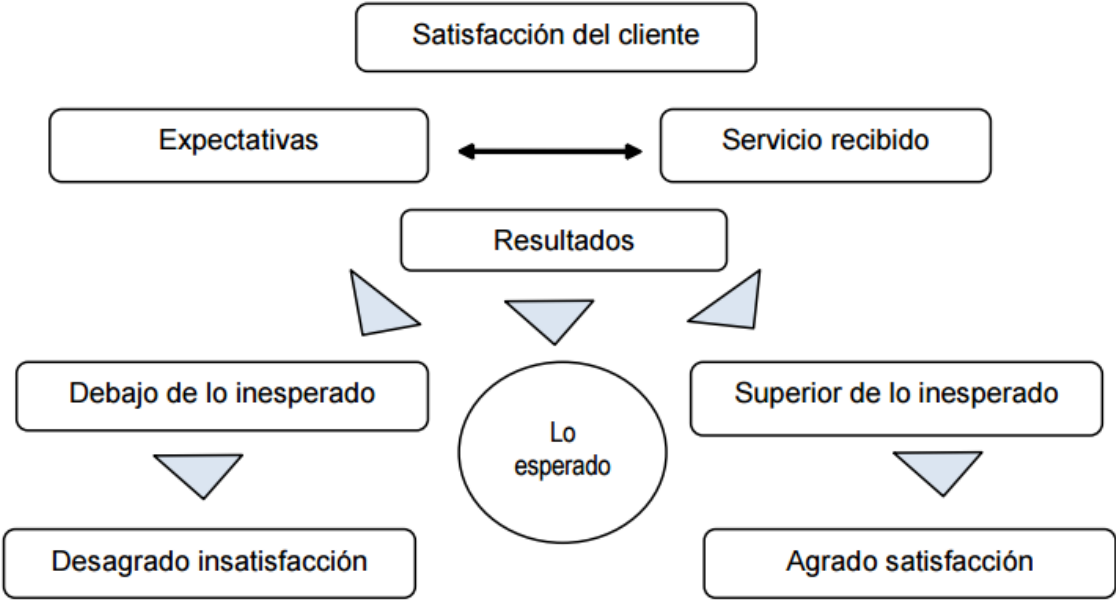 Satisfacción del cliente
Expectativas
Servicio recibido
Resultados
Debajo de lo inesperado
Superior de lo inesperado
Lo
esperado
Desagrado insatisfacción
Agrado satisfacción